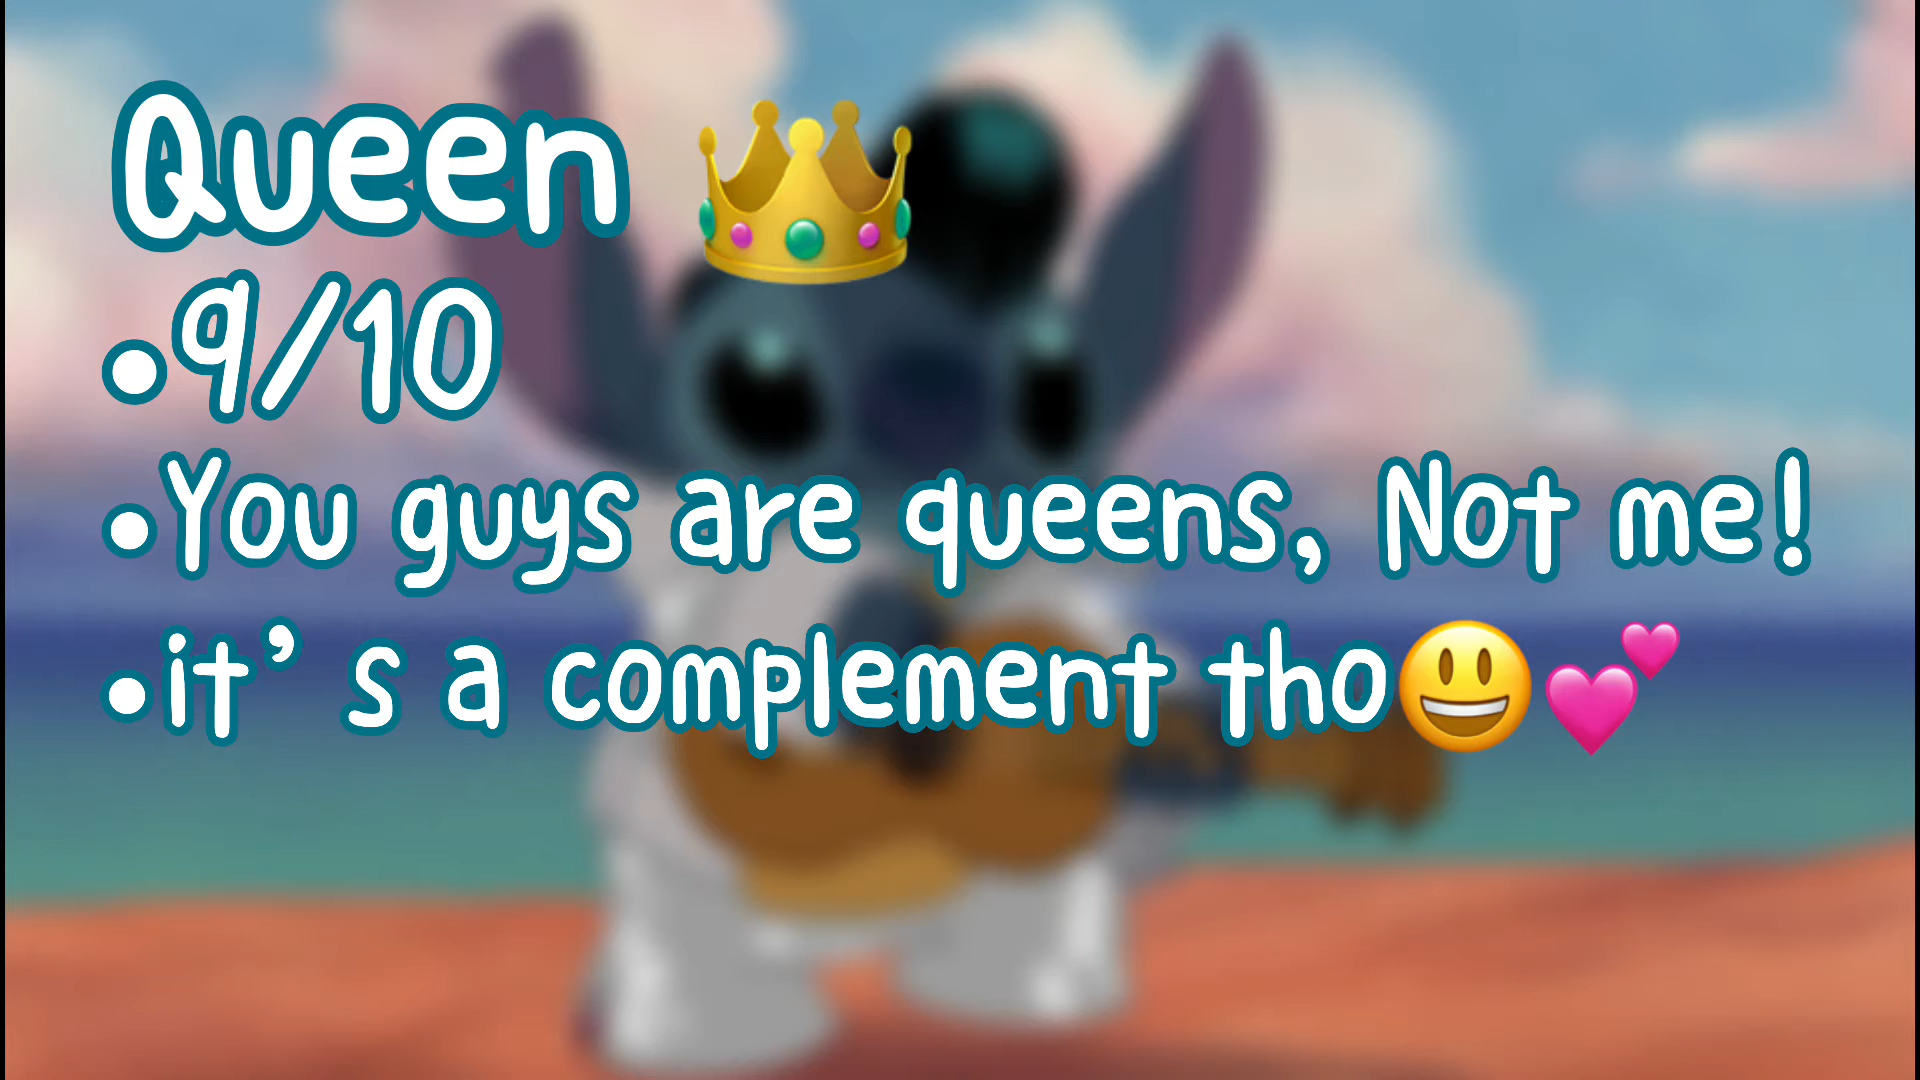 Queen 👑
•9/10
•You guys are queens, Not me!
•it’s a complement tho😃💕